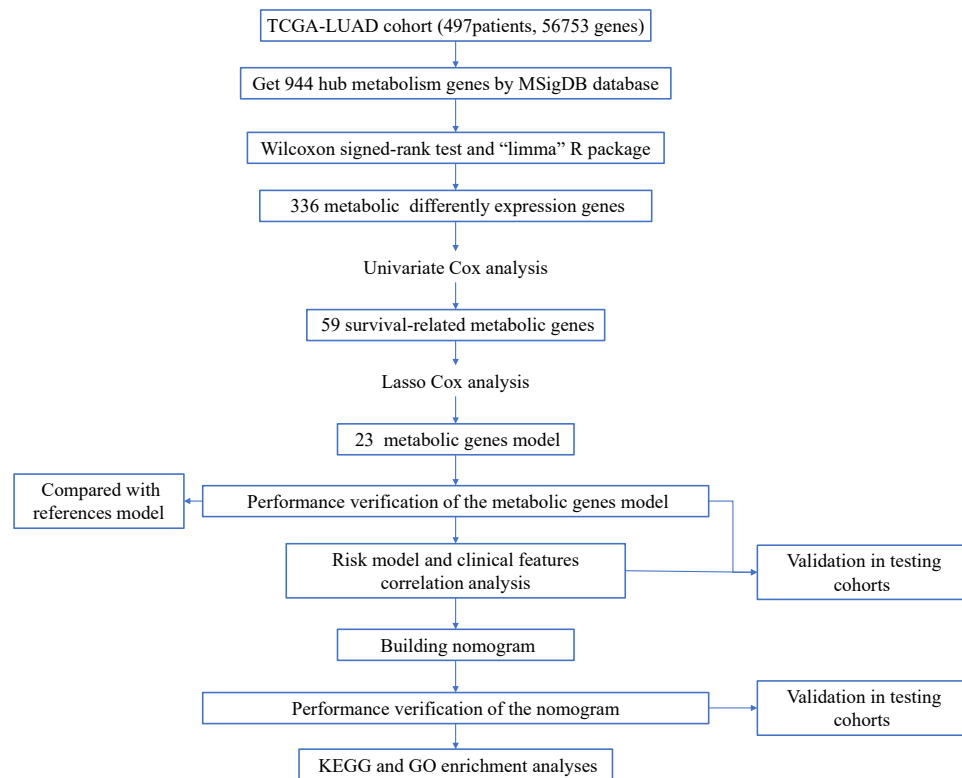 TCGA-LUAD cohort (497patients, 56753 genes)
Get 944 hub metabolism genes by MSigDB database
Wilcoxon signed-rank test and “limma” R package
336 metabolic differently expression genes
Univariate Cox analysis
59 survival-related metabolic genes
Lasso Cox analysis
23 metabolic genes model
Compared with
references model
Performance verification of the metabolic genes model
Risk model and clinical features
correlation analysis
Validation in testing
cohorts
Building nomogram
Performance verification of the nomogram
Validation in testing
cohorts
KEGG and GO enrichment analyses